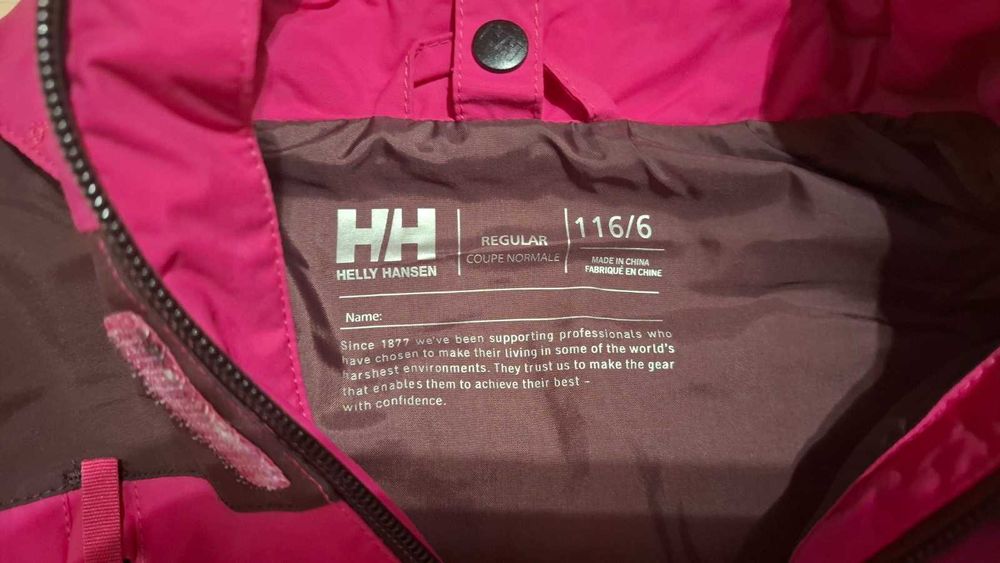 HH
HELLY HANSEN
REGULAR
COUPE NORMALE
116/6
MADE IN CHINA
FABRIQUÉ EN CHINE
Name:
Since 1877 we've been supporting professionals who
have chosen to make their living in some of the world's
harshest environments. They trust us to make the gear
that enables them to achieve their best -
with confidence.